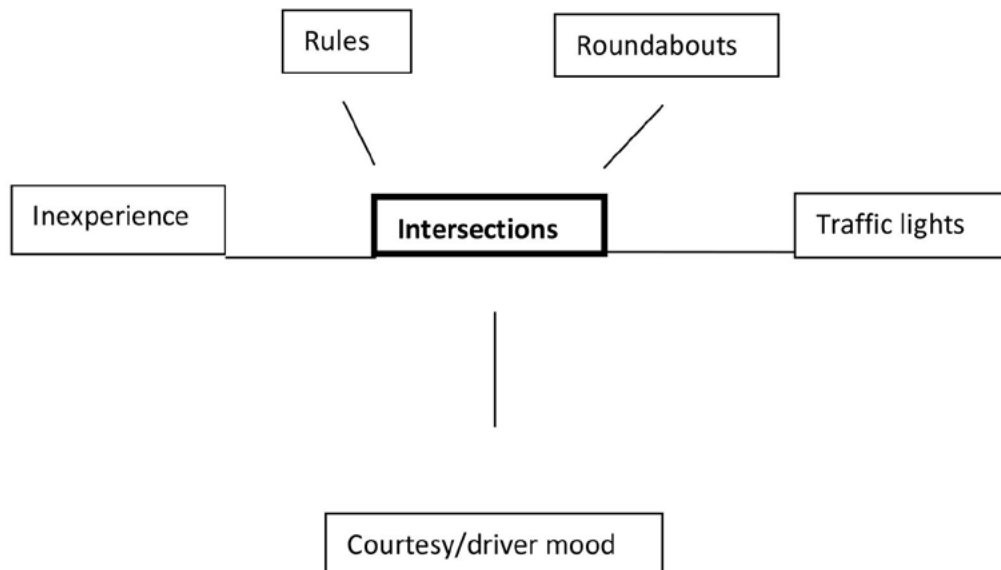 Rules
Roundabouts
Inexperience
Intersections
Traffic lights
Courtesy/driver mood